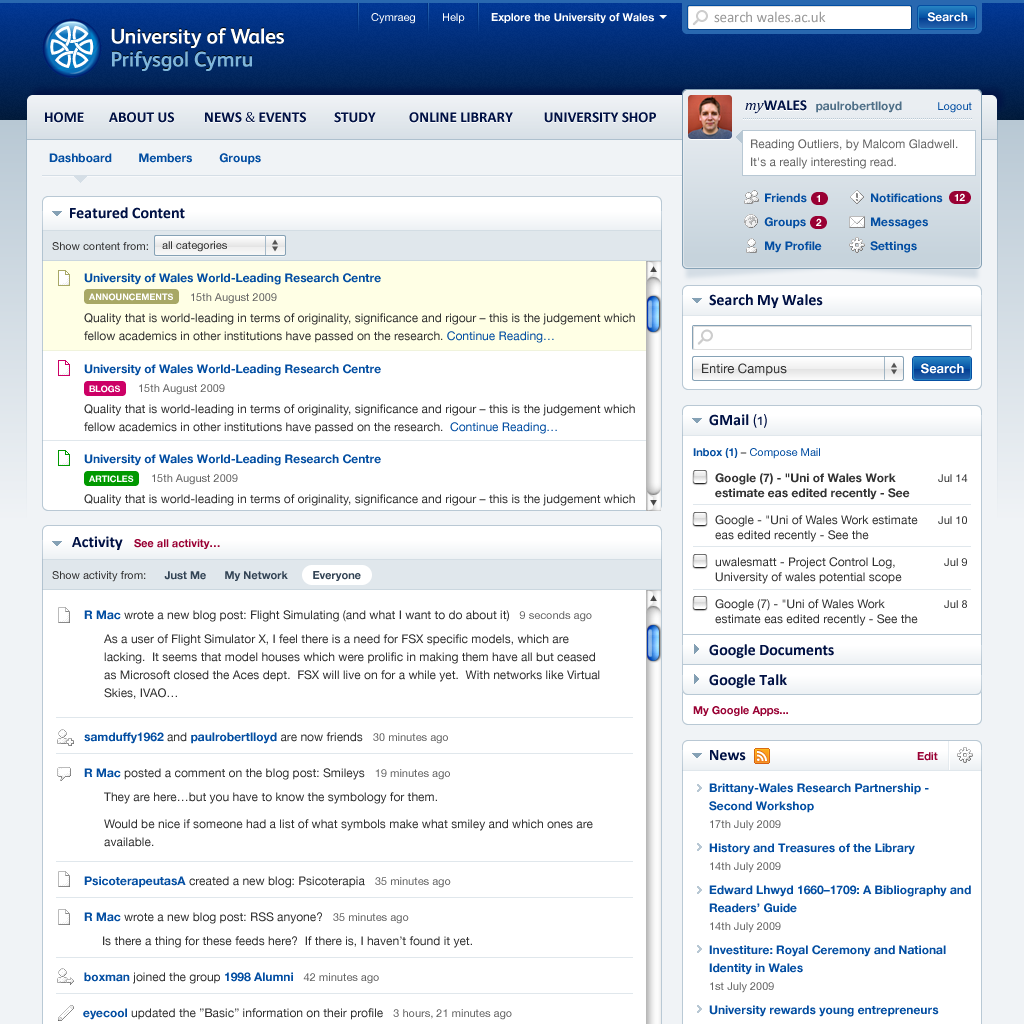 Cymraeg
Help
Explore the University of Wales
search wales.ac.uk
Search
University of Wales
Prifysgol Cymru
HOME
ABOUT US
NEWS & EVENTS
STUDY
ONLINE LIBRARY
UNIVERSITY SHOP
myWALES paulrobertlloyd
Logout
Reading Outliers, by Malcom Gladwell.
It's a really interesting read.
Friends 1
Notifications 12
Groups 2
Messages
My Profile
Settings
Dashboard
Members
Groups
Featured Content
Show content from: all categories
University of Wales World-Leading Research Centre
ANNOUNCEMENTS 15th August 2009
Quality that is world-leading in terms of originality, significance and rigour – this is the judgement which
fellow academics in other institutions have passed on the research. Continue Reading…
University of Wales World-Leading Research Centre
BLOGS 15th August 2009
Quality that is world-leading in terms of originality, significance and rigour – this is the judgement which
fellow academics in other institutions have passed on the research. Continue Reading…
University of Wales World-Leading Research Centre
ARTICLES 15th August 2009
Quality that is world-leading in terms of originality, significance and rigour – this is the judgement which
Activity See all activity…
Show activity from: Just Me My Network Everyone
R Mac wrote a new blog post: Flight Simulating (and what I want to do about it) 9 seconds ago
As a user of Flight Simulator X, I feel there is a need for FSX specific models, which are
lacking. It seems that model houses which were prolific in making them have all but ceased
as Microsoft closed the Aces dept. FSX will live on for a while yet. With networks like Virtual
Skies, IVAO…
samduffy1962 and paulrobertlloyd are now friends 30 minutes ago
R Mac posted a comment on the blog post: Smileys 19 minutes ago
They are here…but you have to know the symbology for them.
Would be nice if someone had a list of what symbols make what smiley and which ones are
available.
PsicoterapeutasA created a new blog: Psicoterapia 35 minutes ago
R Mac wrote a new blog post: RSS anyone? 35 minutes ago
Is there a thing for these feeds here? If there is, I haven't found it yet.
boxman joined the group 1998 Alumni 42 minutes ago
eyecool updated the "Basic" information on their profile 3 hours, 21 minutes ago
Search My Wales
Entire Campus
Search
GMail (1)
Inbox (1) – Compose Mail
Google (7) - "Uni of Wales Work Jul 14
estimate eas edited recently - See
Google - "Uni of Wales Work estimate Jul 10
eas edited recently - See the
uwalesmatt - Project Control Log, Jul 9
University of wales potential scope
Google (7) - "Uni of Wales Work Jul 8
estimate eas edited recently - See the
Google Documents
Google Talk
My Google Apps...
News Edit
Brittany-Wales Research Partnership -
Second Workshop
17th July 2009
History and Treasures of the Library
14th July 2009
Edward Lhwyd 1660–1709: A Bibliography and
Readers' Guide
14th July 2009
Investiture: Royal Ceremony and National
Identity in Wales
1st July 2009
University rewards young entrepreneurs